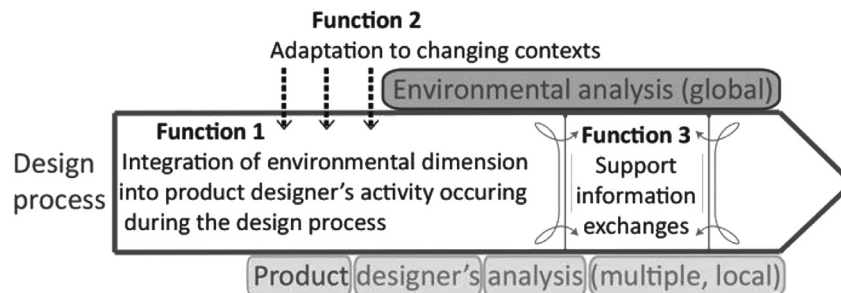 Function 2
Adaptation to changing contexts
Environmental analysis (global)
Function 1
Integration of environmental dimension
into product designer's activity occuring
during the design process
Function 3
Support
information
exchanges
Design
process
Product designer's analysis (multiple, local)